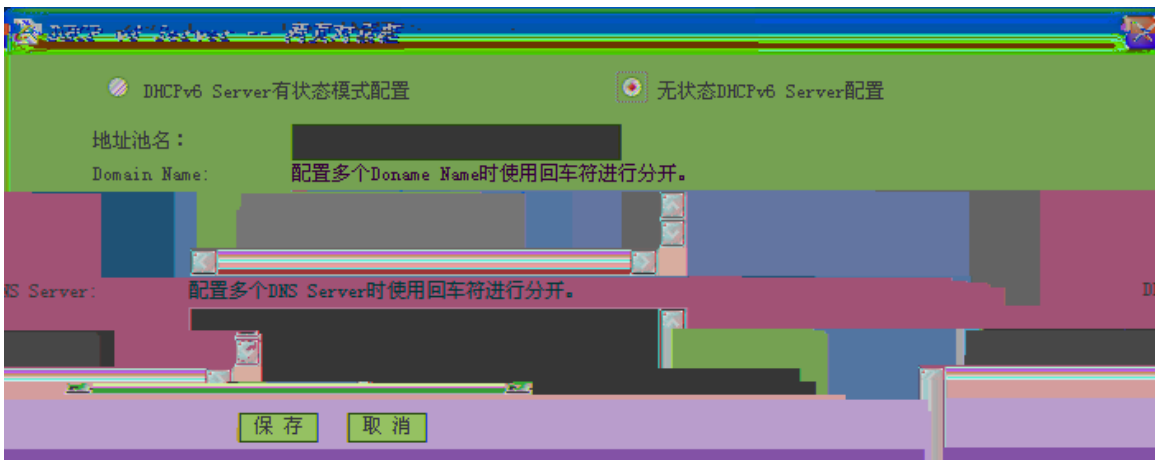 DHCPv6 Server有状态模式配置 无状态DHCPv6 Server配置
地址池名：
Domain Name: 配置多个Doname Name时使用回车符进行分开。
NS Server: 配置多个DNS Server时使用回车符进行分开。
保存 取消